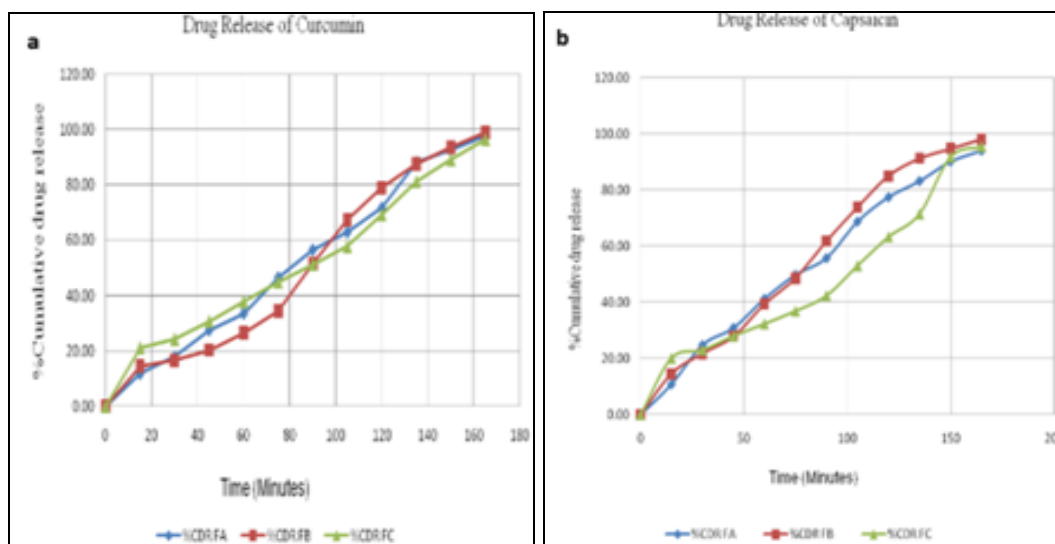 Drug Release of Curcumin
a
%Cumulative drug release
120.00
100.00
80.00
60.00
40.00
20.00
0.00
0 20 40 60 80 100 120 140 160 180
Time (Minutes)
%CDR.FA %CDR.FB %CDR.FC
Drug Release of Capsaicin
b
%Cumulative drug release
120.00
100.00
80.00
60.00
40.00
20.00
0.00
0 50 100 150 20
Time (Minutes)
%CDR.FA %CDR.FB %CDR.FC